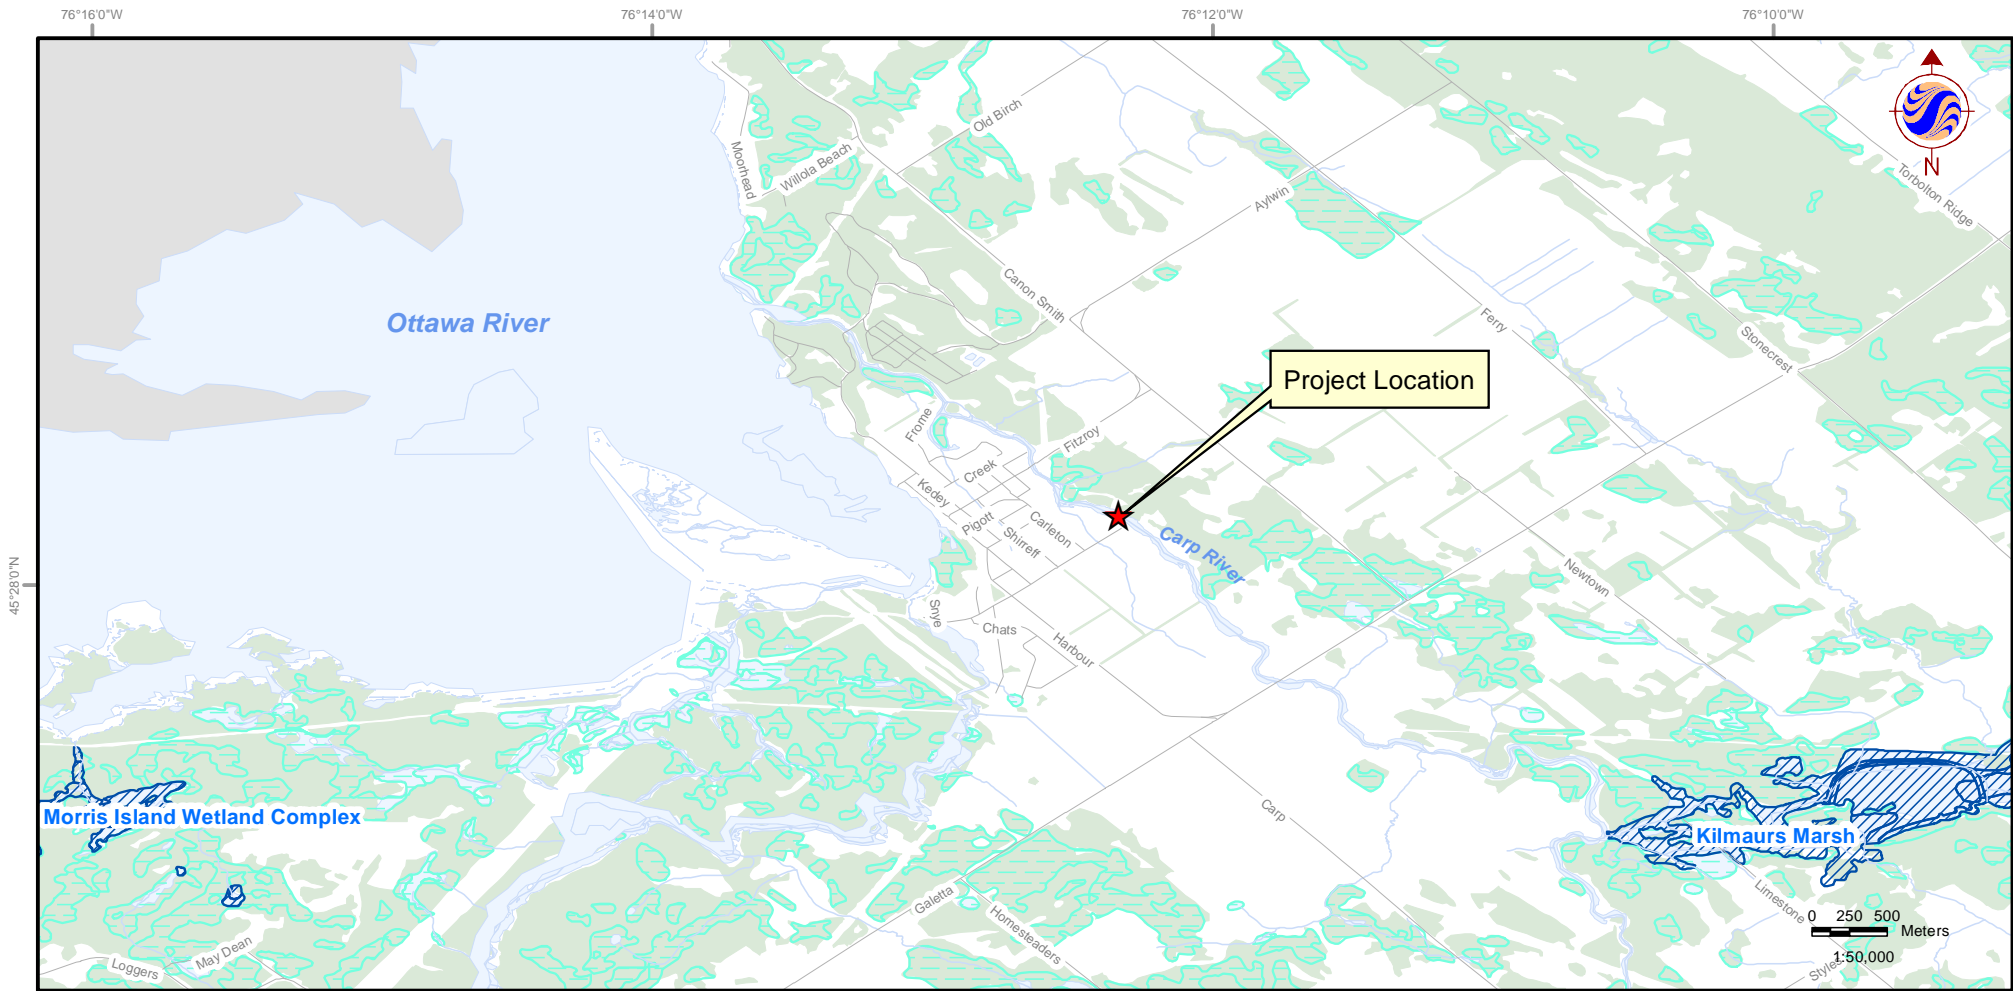 76°16'0"W
76°14'0"W
76°12'0"W
76°10'0"W
45°28'0"N
N
Old Birch
Moorhead
Willola Beach
Torbolton Ridge
Aylwin
Canon Smith
Ottawa River
Ferry
Stonecrest
Project Location
Frome
Fitzroy
Creek
Kedey
Pigott
Carleton
Shirreff
Carp River
Newtown
Snye
Chats
Harbour
Morris Island Wetland Complex
Carp
Kilmaurs Marsh
Galetta
Homesteaders
Limestone
0 250 500
Meters
1:50,000
Styles
May Dean
Loggers